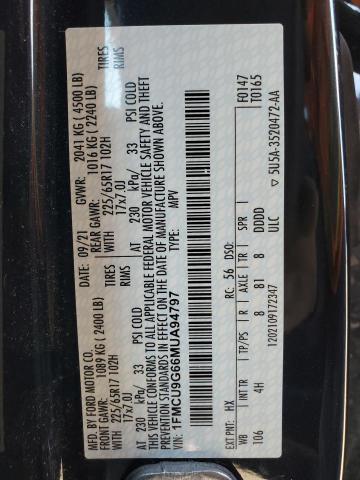 MFD. BY FORD MOTOR CO.
DATE: 09/21 GVWR: 2041 KG ( 4500 LB)
FRONT GAWR: 1089 KG ( 2400 LB) REAR GAWR: 1016 KG ( 2240 LB)
WITH 225/65R17 102H TIRES WITH 225/65R17 102H TIRES
17x7.0J RIMS 17x7.0J RIMS
AT 230 kPa/ 33 PSI COLD AT 230 kPa/ 33 PSI COLD
THIS VEHICLE CONFORMS TO ALL APPLICABLE FEDERAL MOTOR VEHICLE SAFETY AND THEFT
PREVENTION STANDARDS IN EFFECT ON THE DATE OF MANUFACTURE SHOWN ABOVE.
VIN: 1FMCU9G66MUA94797
TYPE: MPV
F0147
T0165
EXT PNT: HX RC: 56 DSO:
WB INT TR TP/PS R AXLE TR SPR
106 4H 8 81 8 DDDD
1202109172347 ULC
▽ 5U5A-3520472-AA